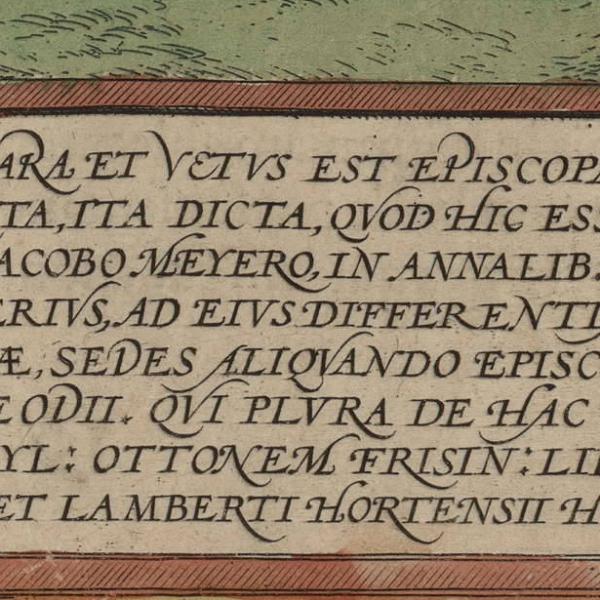 ARA ET VETVS EST EPISCOPA
TA, ITA DICTA, QVOD HIC ESS
ACOBO MEYERO, IN ANNALIB.
ERIVS, AD EIVS DIFFERENTI
Æ, SEDES ALIQVANDO EPISC
E ODII. QVI PLVRA DE HAC
YL: OTTONEM FRISIN: LI
ET LAMBERTI HORTENSII H